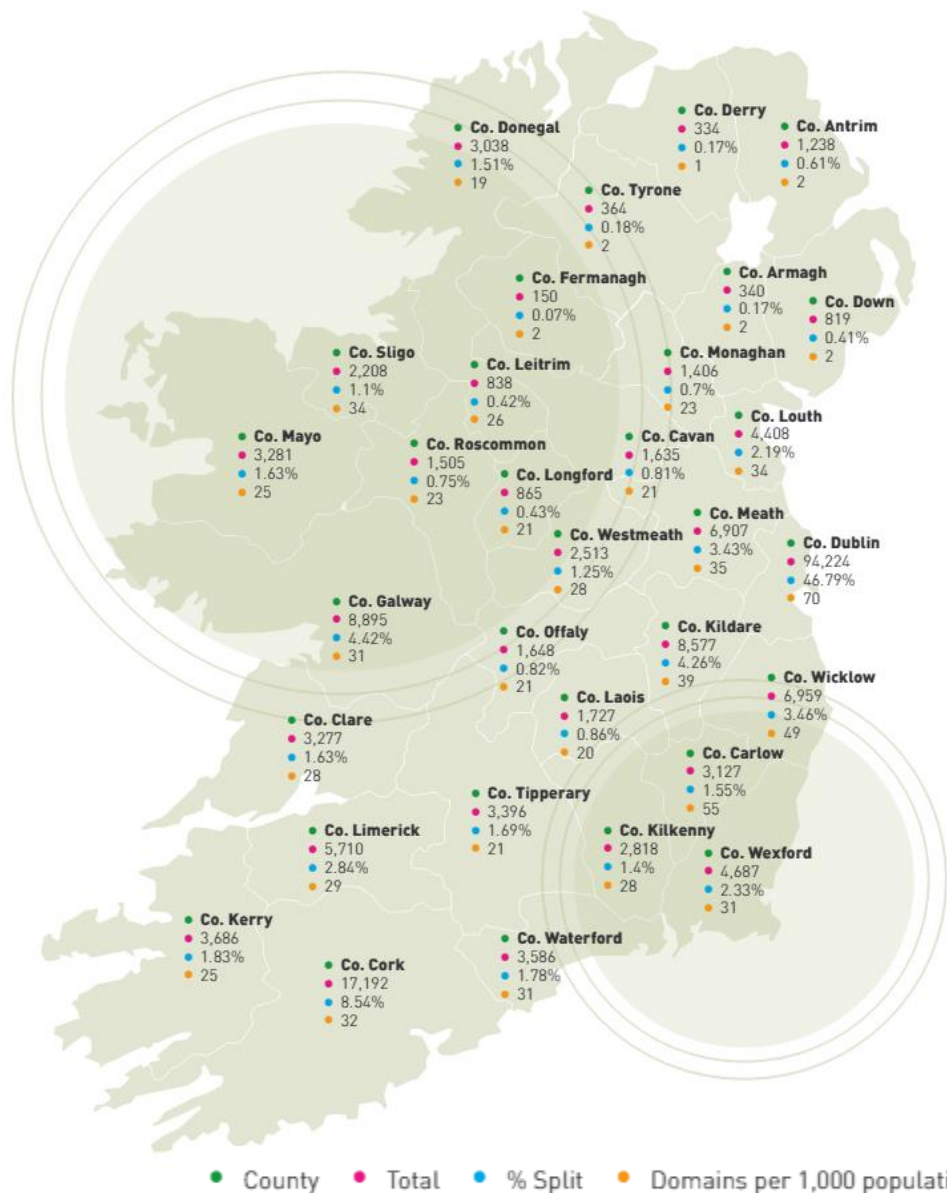 Co. Derry
334
0.17%
1
Co. Antrim
1,238
0.61%
2
Co. Donegal
3,038
1.51%
19
Co. Tyrone
364
0.18%
2
Co. Fermanagh
150
0.07%
2
Co. Armagh
340
0.17%
2
Co. Down
819
0.41%
2
Co. Sligo
2,208
1.1%
34
Co. Leitrim
838
0.42%
26
Co. Monaghan
1,406
0.7%
23
Co. Louth
4,408
2.19%
34
Co. Mayo
3,281
1.63%
25
Co. Roscommon
1,505
0.75%
23
Co. Cavan
1,635
0.81%
21
Co. Longford
865
0.43%
21
Co. Meath
6,907
3.43%
35
Co. Westmeath
2,513
1.25%
28
Co. Dublin
94,224
46.79%
70
Co. Galway
8,895
4.42%
31
Co. Offaly
1,648
0.82%
21
Co. Kildare
8,577
4.26%
39
Co. Wicklow
6,959
3.46%
49
Co. Laois
1,727
0.86%
20
Co. Clare
3,277
1.63%
28
Co. Carlow
3,127
1.55%
55
Co. Tipperary
3,396
1.69%
21
Co. Limerick
5,710
2.84%
29
Co. Kilkenny
2,818
1.4%
28
Co. Wexford
4,687
2.33%
31
Co. Kerry
3,686
1.83%
25
Co. Waterford
3,586
1.78%
31
Co. Cork
17,192
8.54%
32
County Total % Split Domains per 1,000 populati